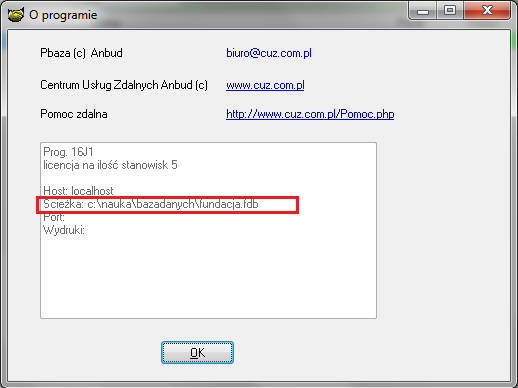 O programie
Pbaza (c) Anbud biuro@cuz.com.pl
Centrum Usług Zdalnych Anbud (c) www.cuz.com.pl
Pomoc zdalna http://www.cuz.com.pl/Pomoc.php
Prog. 16J1
licencja na ilość stanowisk 5
Host: localhost
Ścieżka: c:\nauka\bazadanych\fundacja.fdb
Port:
Wydruki:
OK